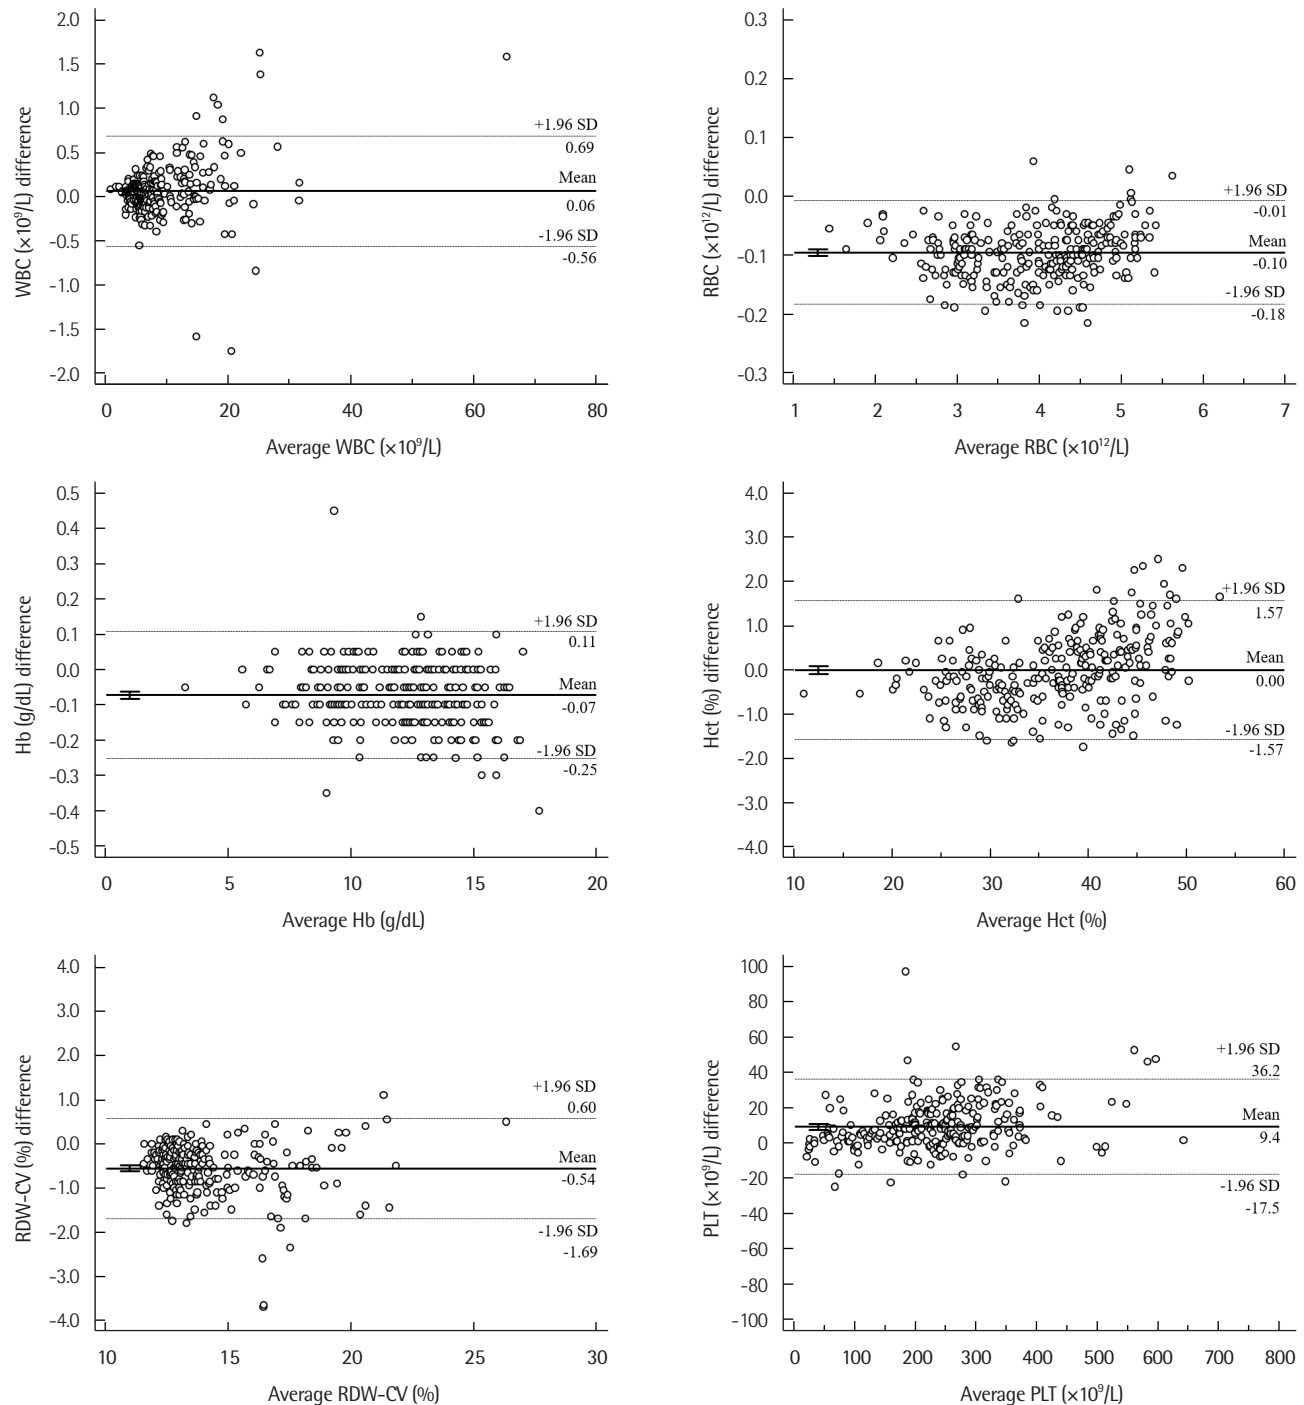 2.0
1.5
1.0
0.5
0.0
-0.5
-1.0
-1.5
-2.0
WBC (×10⁹/L) difference
+1.96 SD
0.69
Mean
0.06
-1.96 SD
-0.56
0 20 40 60 80
Average WBC (×10⁹/L)
0.3
0.2
0.1
0.0
-0.1
-0.2
-0.3
RBC (×10¹²/L) difference
+1.96 SD
-0.01
Mean
-0.10
-1.96 SD
-0.18
1 2 3 4 5 6 7
Average RBC (×10¹²/L)
0.5
0.4
0.3
0.2
0.1
0.0
-0.1
-0.2
-0.3
-0.4
-0.5
Hb (g/dL) difference
+1.96 SD
0.11
Mean
-0.07
-1.96 SD
-0.25
0 5 10 15 20
Average Hb (g/dL)
4.0
3.0
2.0
1.0
0.0
-1.0
-2.0
-3.0
-4.0
Hct (%) difference
+1.96 SD
1.57
Mean
0.00
-1.96 SD
-1.57
10 20 30 40 50 60
Average Hct (%)
4.0
3.0
2.0
1.0
0.0
-1.0
-2.0
-3.0
-4.0
RDW-CV (%) difference
+1.96 SD
0.60
Mean
-0.54
-1.96 SD
-1.69
10 15 20 25 30
Average RDW-CV (%)
100
80
60
40
20
0
-20
-40
-60
-80
-100
PLT (×10⁹/L) difference
+1.96 SD
36.2
Mean
9.4
-1.96 SD
-17.5
0 100 200 300 400 500 600 700 800
Average PLT (×10⁹/L)